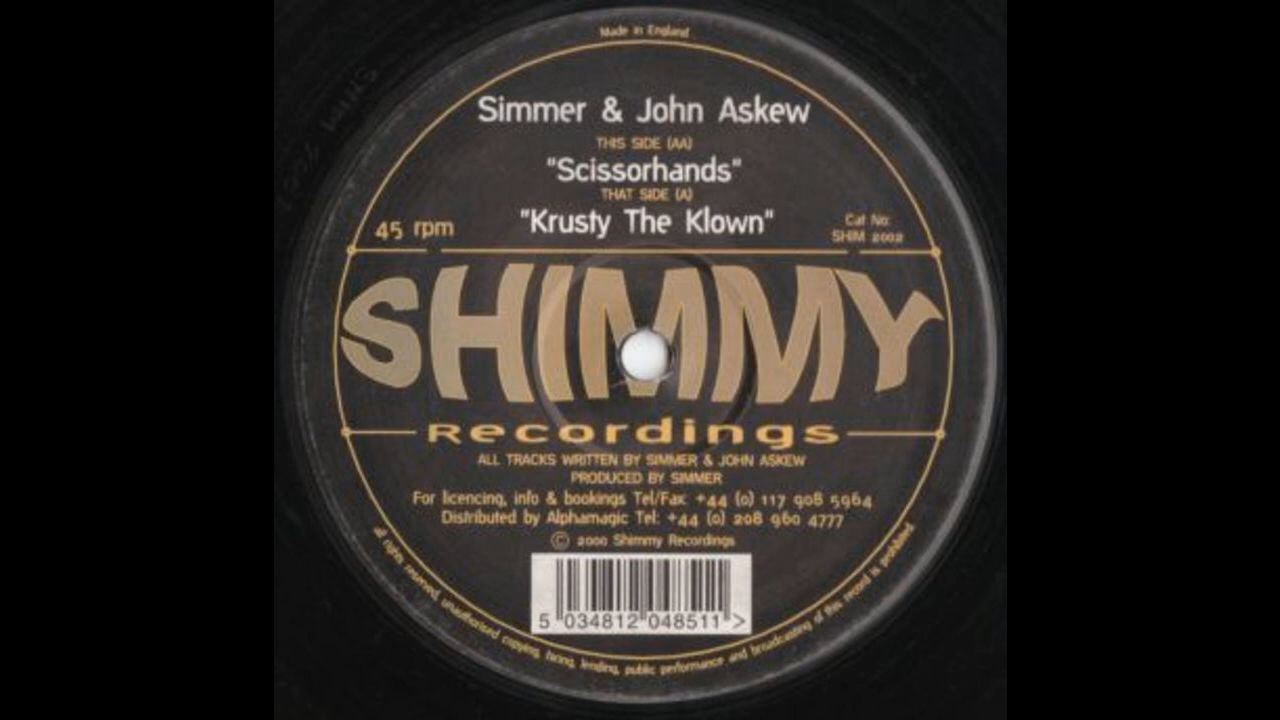 Made in England
Simmer & John Askew
THIS SIDE (AA)
"Scissorhands"
THAT SIDE (A)
"Krusty The Klown"
45 rpm
Cat No:
SHIM 2002
SHIMMY
Recordings
ALL TRACKS WRITTEN BY SIMMER & JOHN ASKEW
PRODUCED BY SIMMER
For licencing, info & bookings Tel/Fax: +44 (0) 117 908 5964
Distributed by Alphamagic Tel: +44 (0) 208 960 4777
© 2000 Shimmy Recordings
5 034812 048511 >
all rights reserved, unauthorised copying, hiring, lending, public performance and broadcasting of this record is prohibited